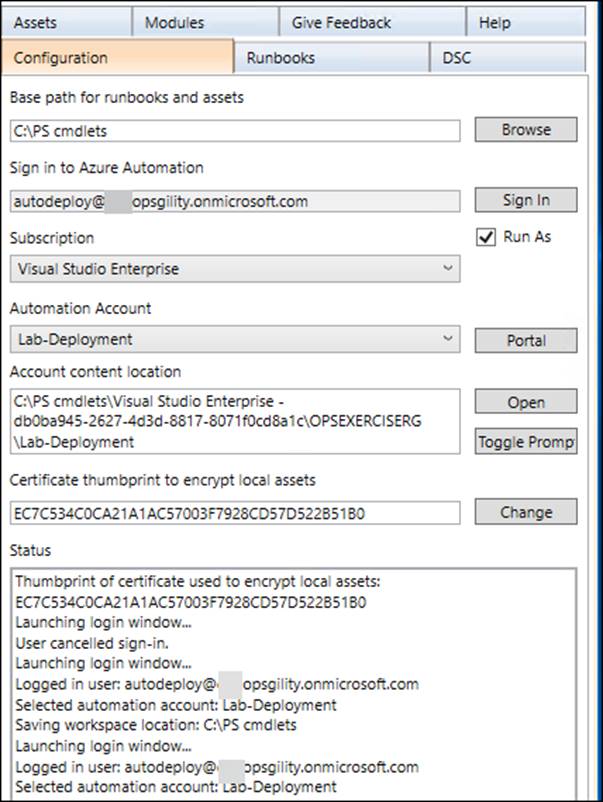 Assets Modules Give Feedback Help
Configuration Runbooks DSC
Base path for runbooks and assets
C:\PS cmdlets Browse
Sign in to Azure Automation
autodeploy@ opsgility.onmicrosoft.com Sign In
Subscription Run As
Visual Studio Enterprise
Automation Account
Lab-Deployment Portal
Account content location
C:\PS cmdlets\Visual Studio Enterprise - Open
db0ba945-2627-4d3d-8817-8071f0cd8a1c\OPSEXERCISERG
\Lab-Deployment Toggle Promp
Certificate thumbprint to encrypt local assets
EC7C534C0CA21A1AC57003F7928CD57D522B51B0 Change
Status
Thumbprint of certificate used to encrypt local assets:
EC7C534C0CA21A1AC57003F7928CD57D522B51B0
Launching login window...
User cancelled sign-in.
Launching login window...
Logged in user: autodeploy@ opsgility.onmicrosoft.com
Selected automation account: Lab-Deployment
Saving workspace location: C:\PS cmdlets
Launching login window...
Logged in user: autodeploy@ opsgility.onmicrosoft.com
Selected automation account: Lab-Deployment